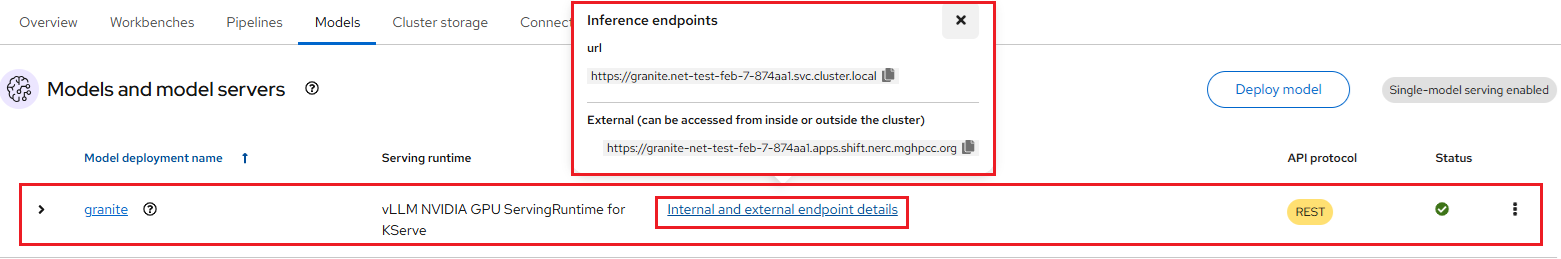 Overview Workbenches Pipelines Models Cluster storage Connect
Inference endpoints
url
https://granite.net-test-feb-7-874aa1.svc.cluster.local
External (can be accessed from inside or outside the cluster)
https://granite-net-test-feb-7-874aa1.apps.shift.nerc.mghpcc.org
Models and model servers
Deploy model
Single-model serving enabled
Model deployment name Serving runtime API protocol Status
granite vLLM NVIDIA GPU ServingRuntime for Internal and external endpoint details REST
KServe